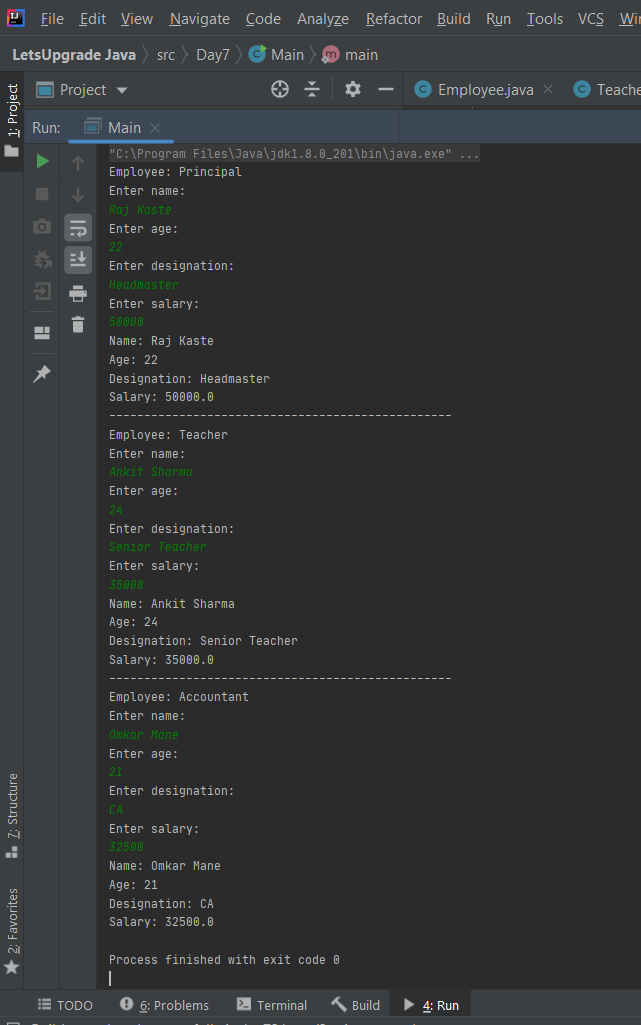 File Edit View Navigate Code Analyze Refactor Build Run Tools VCS
LetsUpgrade Java src Day7 Main main
1: Project
Project Employee.java
Run: Main
"C:\Program Files\Java\jdk1.8.0_201\bin\java.exe" ...
Employee: Principal
Enter name:
Raj Kaste
Enter age:
22
Enter designation:
Headmaster
Enter salary:
50000
Name: Raj Kaste
Age: 22
Designation: Headmaster
Salary: 50000.0
-------------------------------------------------
Employee: Teacher
Enter name:
Ankit Sharma
Enter age:
24
Enter designation:
Senior Teacher
Enter salary:
35000
Name: Ankit Sharma
Age: 24
Designation: Senior Teacher
Salary: 35000.0
-------------------------------------------------
Employee: Accountant
Enter name:
Omkar Mane
Enter age:
21
Enter designation:
CA
Enter salary:
32500
Name: Omkar Mane
Age: 21
Designation: CA
Salary: 32500.0
Process finished with exit code 0
7: Structure
2: Favorites
TODO 6: Problems Terminal Build 4: Run